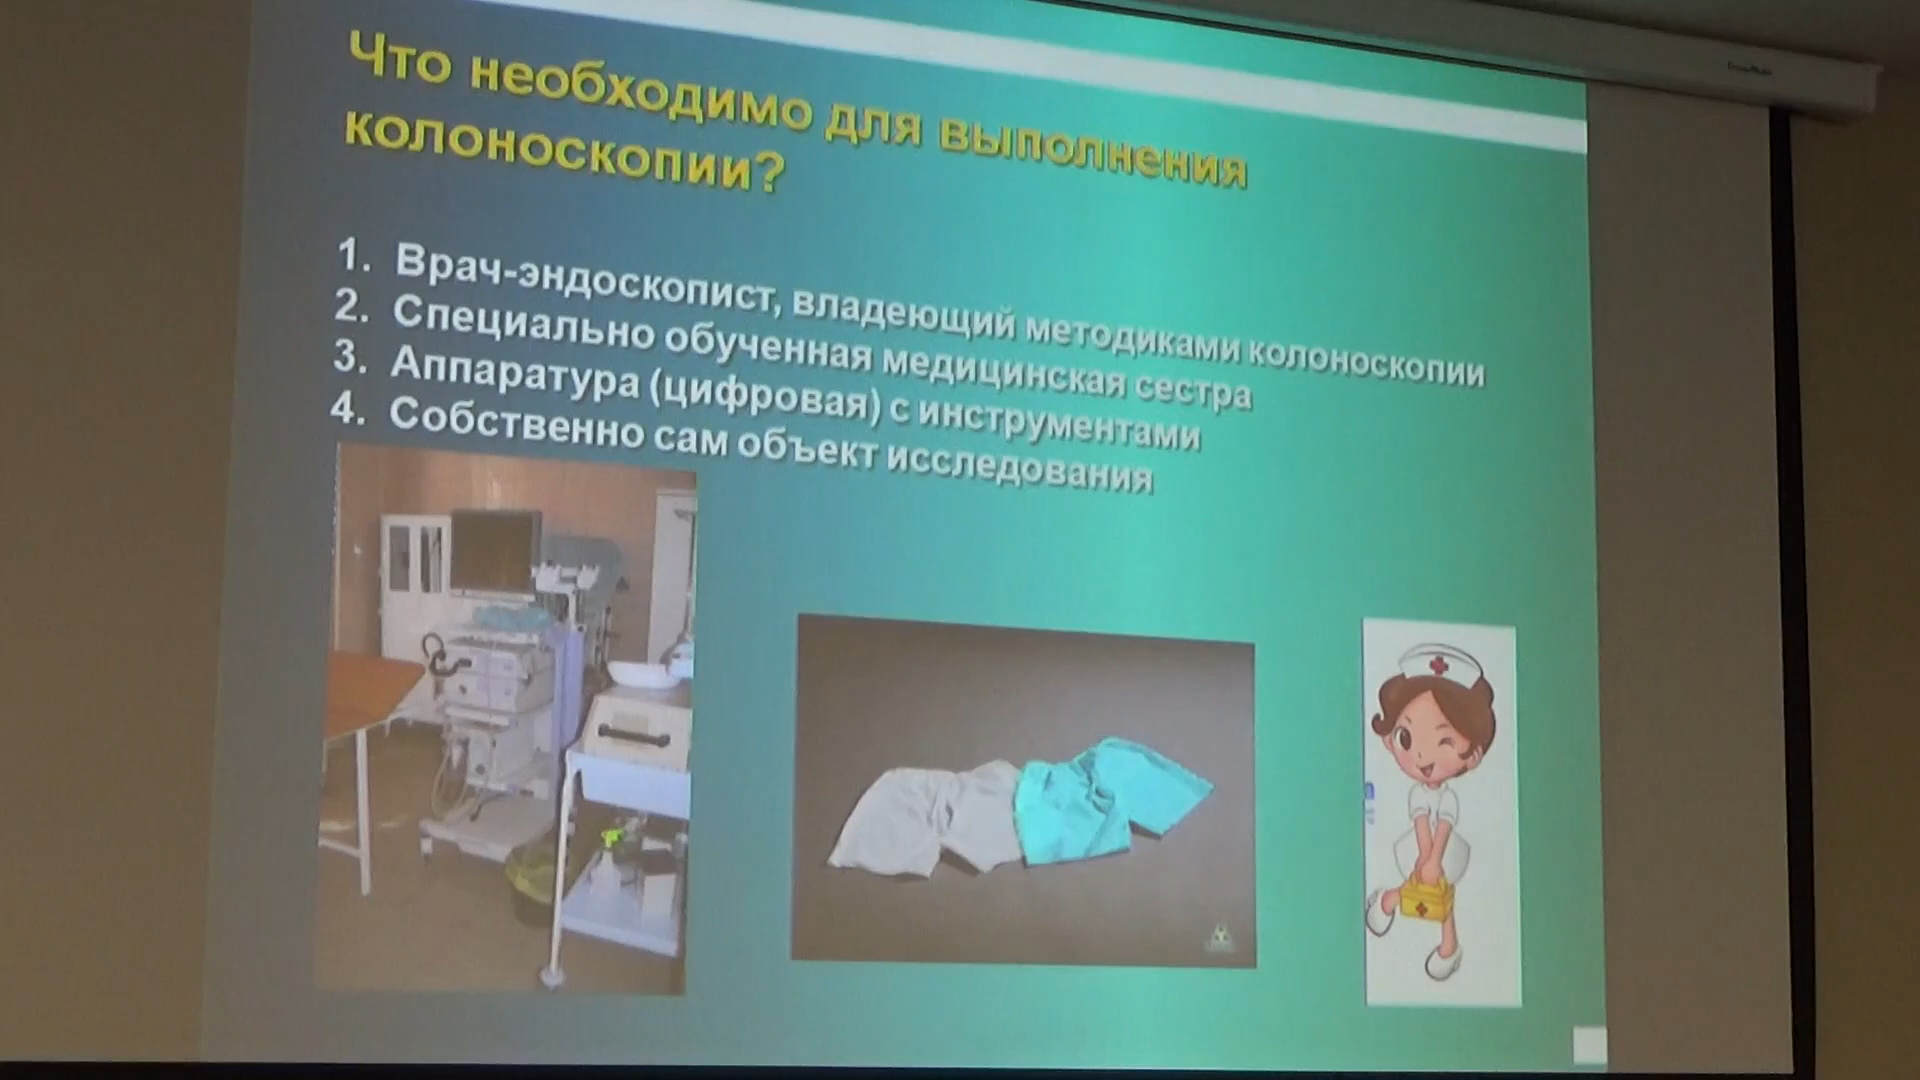 Что необходимо для выполнения
колоноскопии?
1. Врач-эндоскопист, владеющий методиками колоноскопии
2. Специально обученная медицинская сестра
3. Аппаратура (цифровая) с инструментами
4. Собственно сам объект исследования